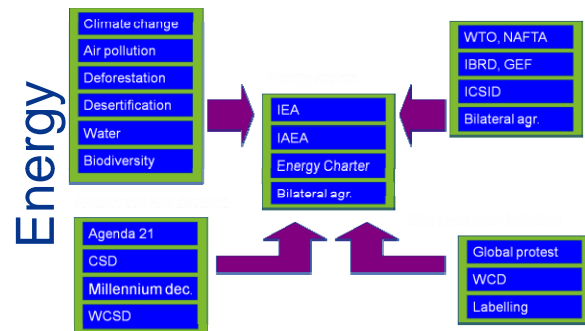 Energy
Climate change
Air pollution
Deforestation
Desertification
Water
Biodiversity
WTO, NAFTA
IBRD, GEF
ICSID
Bilateral agr.
IEA
IAEA
Energy Charter
Bilateral agr.
Agenda 21
CSD
Millennium dec.
WCSD
Global protest
WCD
Labelling